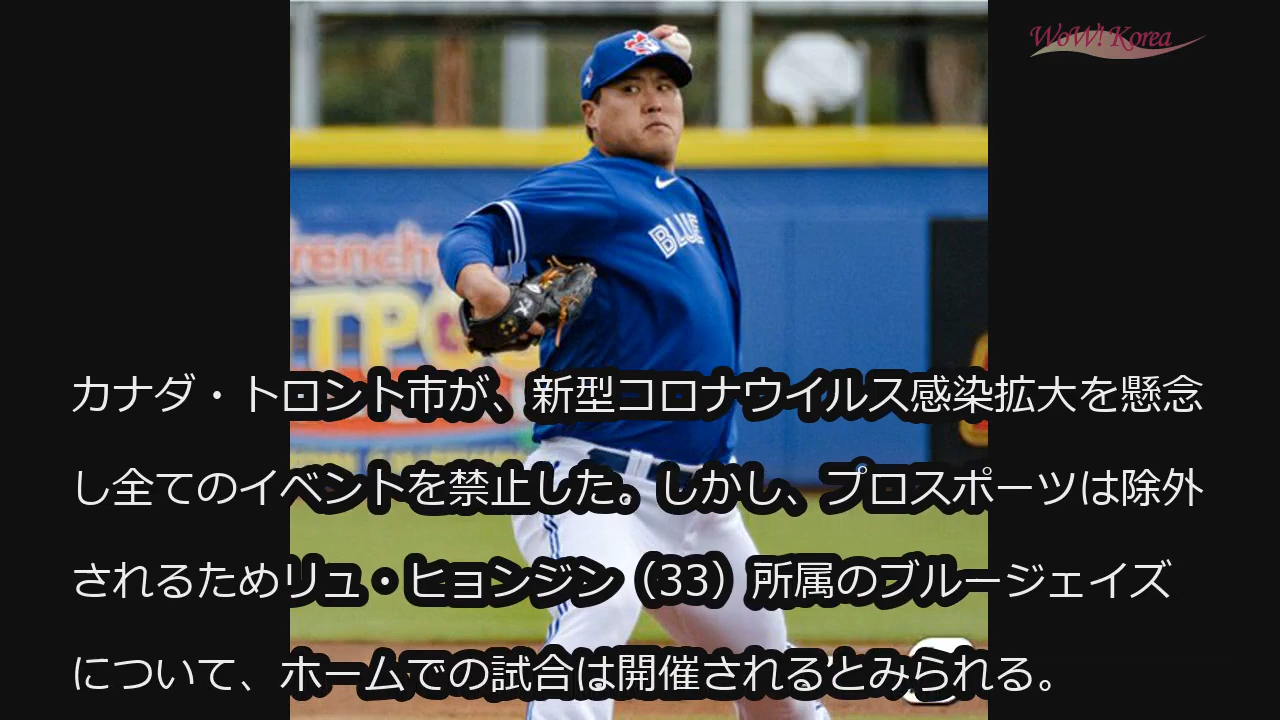 WoW! Korea
BLUE
カナダ・トロント市が、新型コロナウイルス感染拡大を懸念
し全てのイベントを禁止した。しかし、プロスポーツは除外
されるためリュ・ヒョンジン（33）所属のブルージェイズ
について、ホームでの試合は開催されるとみられる。